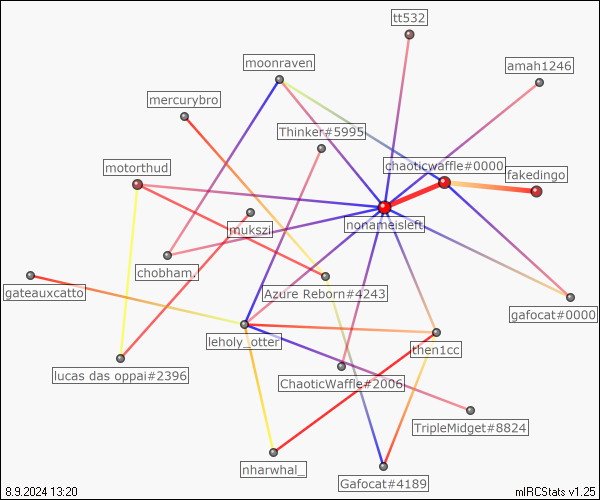 tt532
moonraven
amah1246
mercurybro
Thinker#5995
chaoticwaffle#0000
motorthud
fakedingo
mukszi
nonameisleft
chobham.
gateauxcatto
Azure Reborn#4243
gafocat#0000
leholy_otter
then1cc
lucas das oppai#2396
ChaoticWaffle#2006
TripleMidget#8824
nharwhal_
Gafocat#4189
8.9.2024 13:20
mIRCStats v1.25